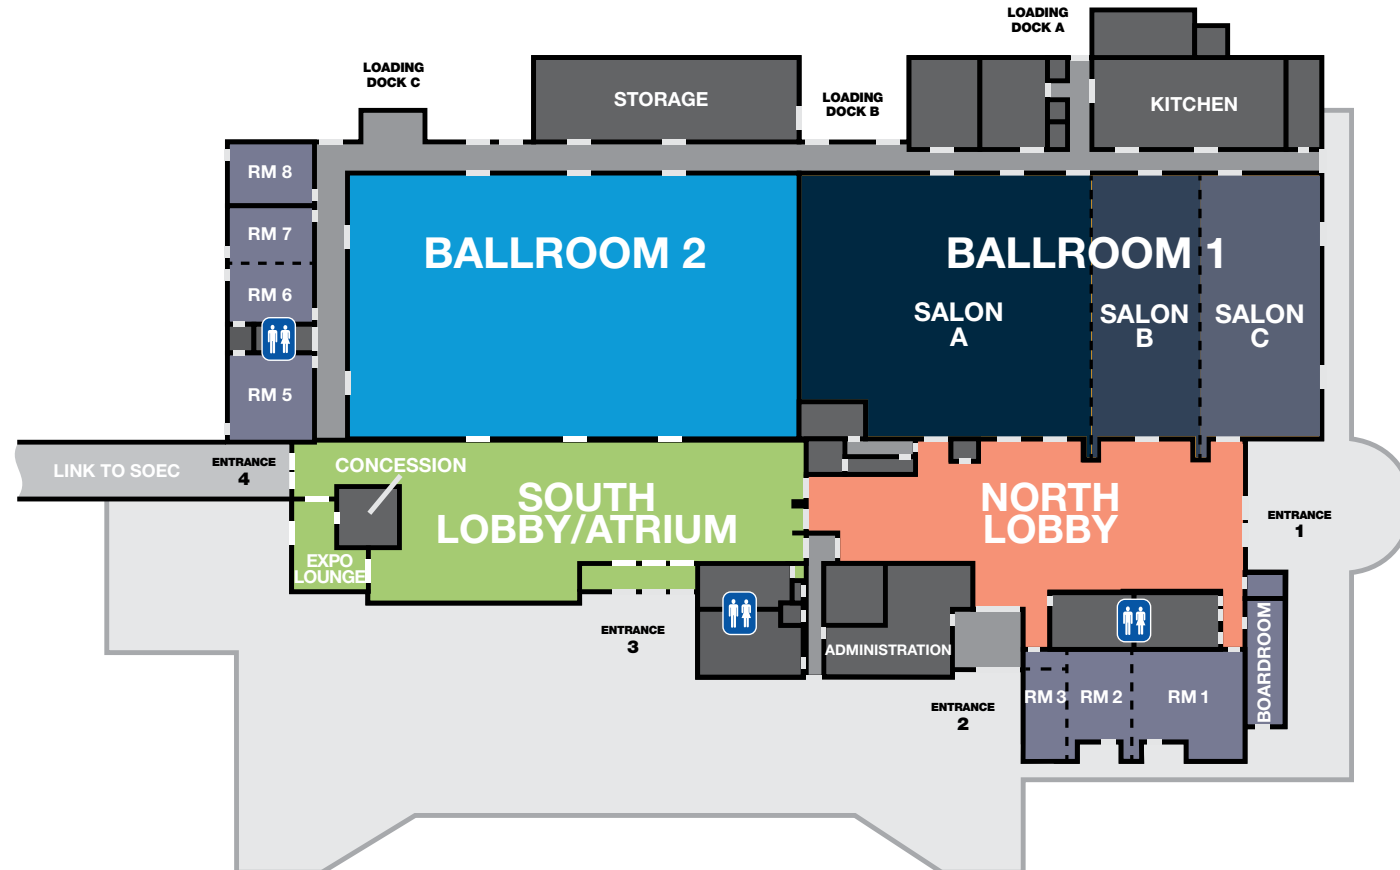 LOADING
DOCK A
LOADING
DOCK C
STORAGE
LOADING
DOCK B
KITCHEN
RM 8
RM 7
RM 6
RM 5
BALLROOM 2
BALLROOM 1
SALON
A
SALON
B
SALON
C
LINK TO SOEC
ENTRANCE
4
CONCESSION
SOUTH
LOBBY/ATRIUM
EXPO
LOUNGE
NORTH
LOBBY
ENTRANCE
1
ENTRANCE
3
ADMINISTRATION
ENTRANCE
2
RM 3
RM 2
RM 1
BOARDROOM